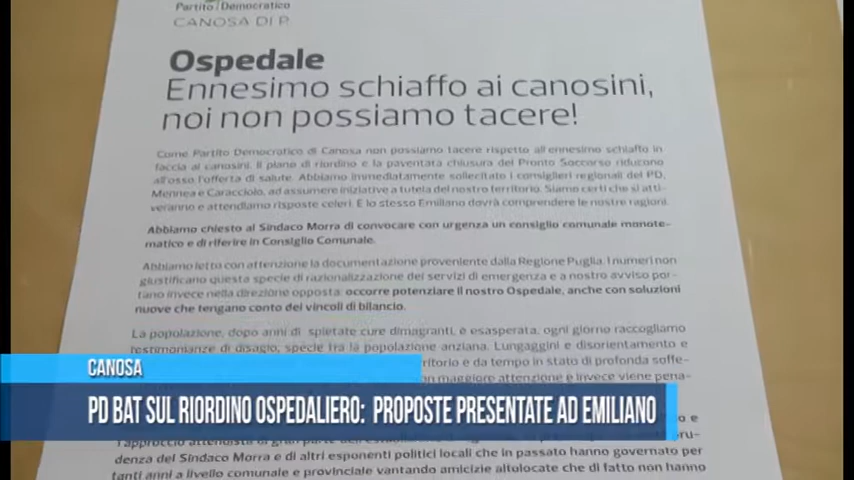 Partito Democratico
CANOSA DI P.
Ospedale
Ennesimo schiaffo ai canosini,
noi non possiamo tacere!
Come Partito Democratico di Canosa non possiamo tacere rispetto all'ennesimo schiaffo in
faccia ai canosini. Il piano di riordino e la paventata chiusura del Pronto Soccorso riducono
all'osso l'offerta di salute. Abbiamo immediatamente sollecitato i consiglieri regionali del PD,
Mennea e Caracciolo, ad assumere iniziative a tutela del nostro territorio. Siamo certi che si atti-
veranno e attendiamo risposte celeri. E lo stesso Emiliano dovrà comprendere le nostre ragioni.
Abbiamo chiesto al Sindaco Morra di convocare con urgenza un consiglio comunale monote-
matico e di riferire in Consiglio Comunale.
Abbiamo letto con attenzione la documentazione proveniente dalla Regione Puglia. I numeri non
giustificano questa specie di razionalizzazione dei servizi di emergenza e a nostro avviso por-
tano invece nella direzione opposta: occorre potenziare il nostro Ospedale, anche con soluzioni
nuove che tengano conto dei vincoli di bilancio.
La popolazione, dopo anni di spietate cure dimagranti, è esasperata, ogni giorno raccogliamo
testimonianze di disagio, specie fra la popolazione anziana. Lungaggini e disorientamento e
territorio è da tempo in stato di profonda soffe-
con maggiore attenzione e invece viene pena-
CANOSA
PD BAT SUL RIORDINO OSPEDALIERO: PROPOSTE PRESENTATE AD EMILIANO
o e
l'approccio attendista di gran parte
denza del Sindaco Morra e di altri esponenti politici locali che in passato hanno governato per
tanti anni a livello comunale e provinciale vantando amicizie altolocate che di fatto non hanno